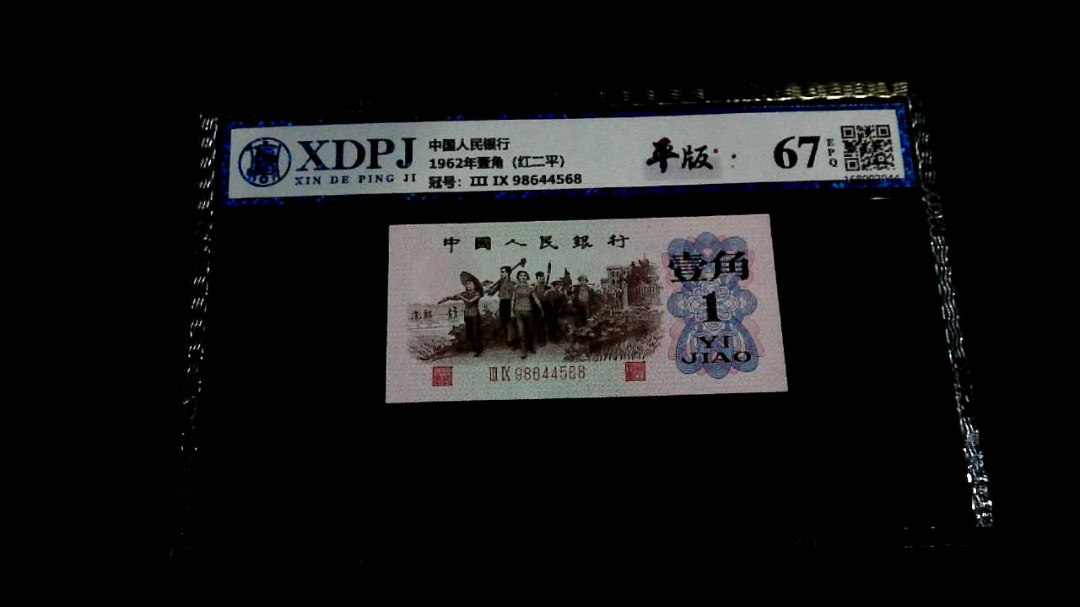 XDPJ
XIN DE PING JI
中国人民银行
1962年壹角（红二平）
冠号：III IX 98644568
平版
67
EPQ
中國人民銀行
壹角
1
YI
JIAO
III IX 98644568